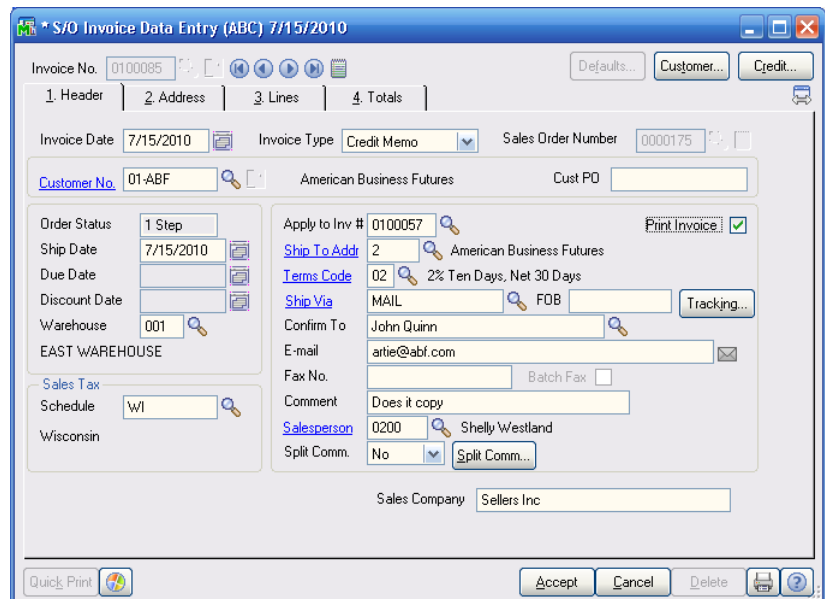 * S/O Invoice Data Entry (ABC) 7/15/2010
Invoice No. 0100085 Defaults... Customer... Credit...
1. Header 2. Address 3. Lines 4. Totals
Invoice Date 7/15/2010 Invoice Type Credit Memo Sales Order Number 0000175
Customer No. 01-ABF American Business Futures Cust PO
Order Status 1 Step Apply to Inv # 0100057 Print Invoice
Ship Date 7/15/2010 Ship To Addr 2 American Business Futures
Due Date Terms Code 02 2% Ten Days, Net 30 Days
Discount Date Ship Via MAIL FOB Tracking...
Warehouse 001 Confirm To John Quinn
EAST WAREHOUSE E-mail artie@abf.com
Fax No. Batch Fax
Sales Tax
Schedule WI Comment Does it copy
Wisconsin Salesperson 0200 Shelly Westland
Split Comm. No Split Comm...
Sales Company Sellers Inc
Quick Print Accept Cancel Delete